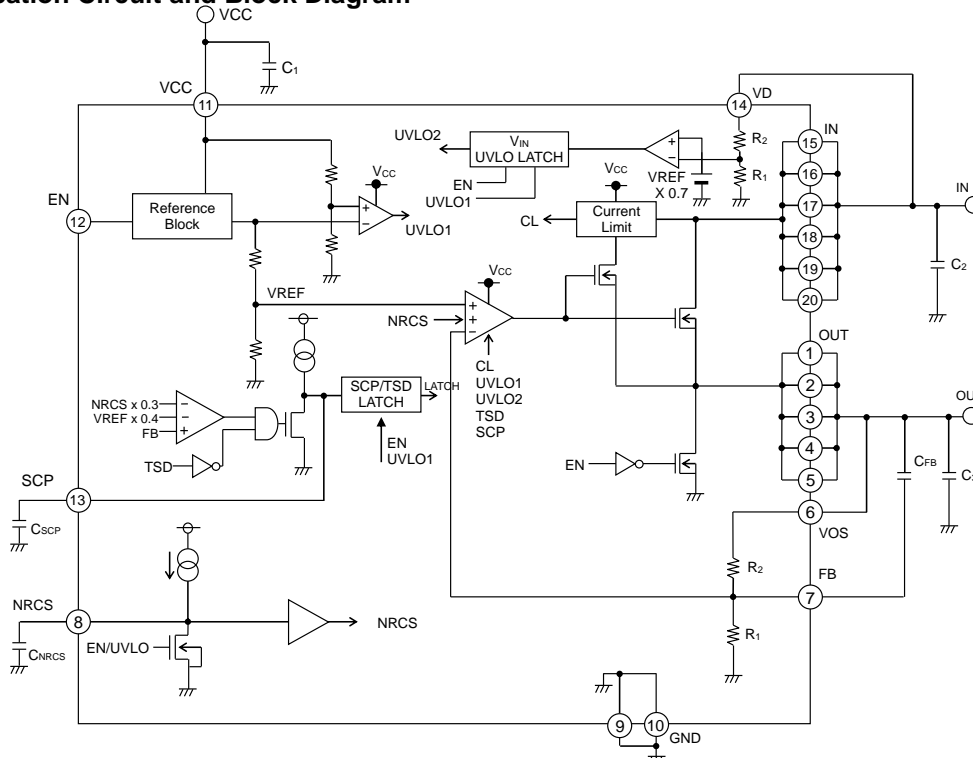 ation Circuit and Block Diagram
VCC
C1
VCC
11
14
VD
UVLO2
VIN
UVLO LATCH
R2
IN
15
EN
UVLO1
VREF
X 0.7
R1
16
VCC
VCC
EN
12
Reference
Block
UVLO1
CL
Current
Limit
17
IN
18
19
20
C2
VREF
VCC
NRCS
OUT
1
CL
UVLO1
UVLO2
TSD
SCP
2
SCP/TSD
LATCH
LATCH
NRCS x 0.3
VREF x 0.4
FB
EN
UVLO1
3
4
5
TSD
EN
CFB
SCP
13
CSCP
6
VOS
R2
FB
7
NRCS
8
NRCS
R1
CNRCS
EN/UVLO
9
10
GND